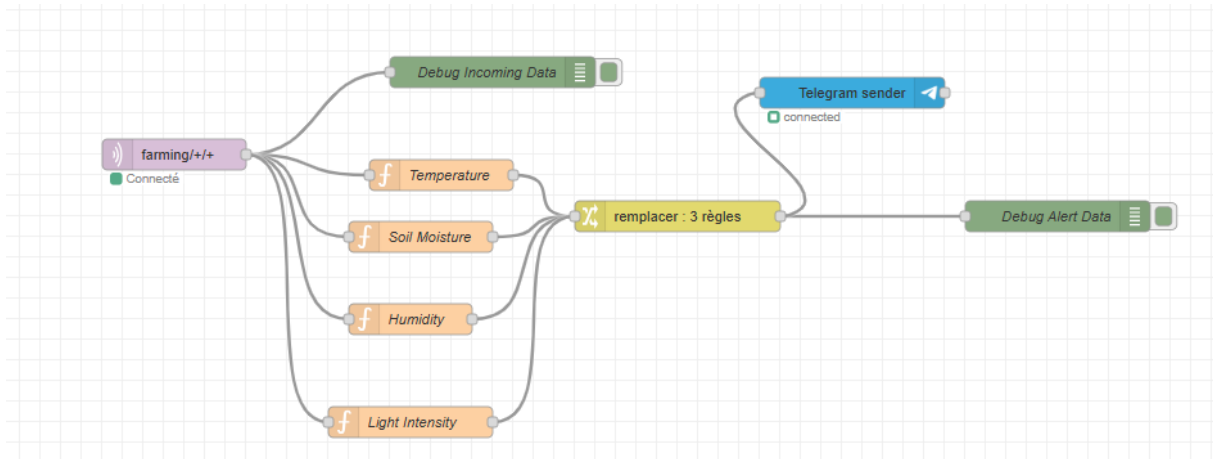 Debug Incoming Data
Telegram sender
connected
farming/+/+
Connecté
Temperature
remplacer : 3 règles
Debug Alert Data
Soil Moisture
Humidity
Light Intensity